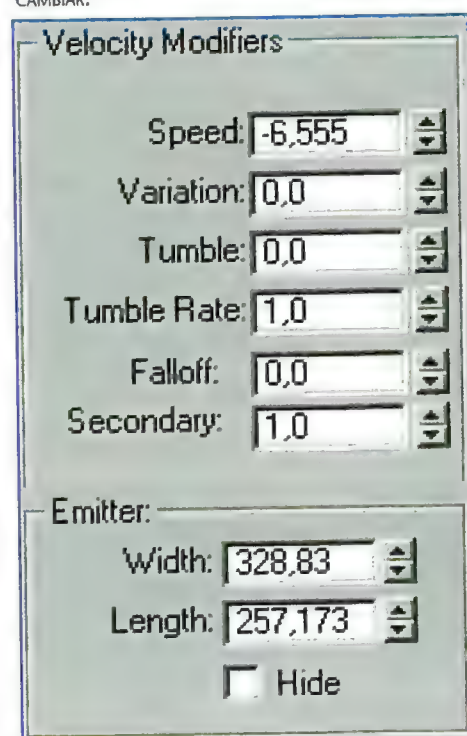 CAMBIAR.
Velocity Modifiers
Speed: -6,555
Variation: 0,0
Tumble: 0,0
Tumble Rate: 1,0
Falloff: 0,0
Secondary: 1,0
Emitter:
Width: 328,83
Length: 257,173
Hide